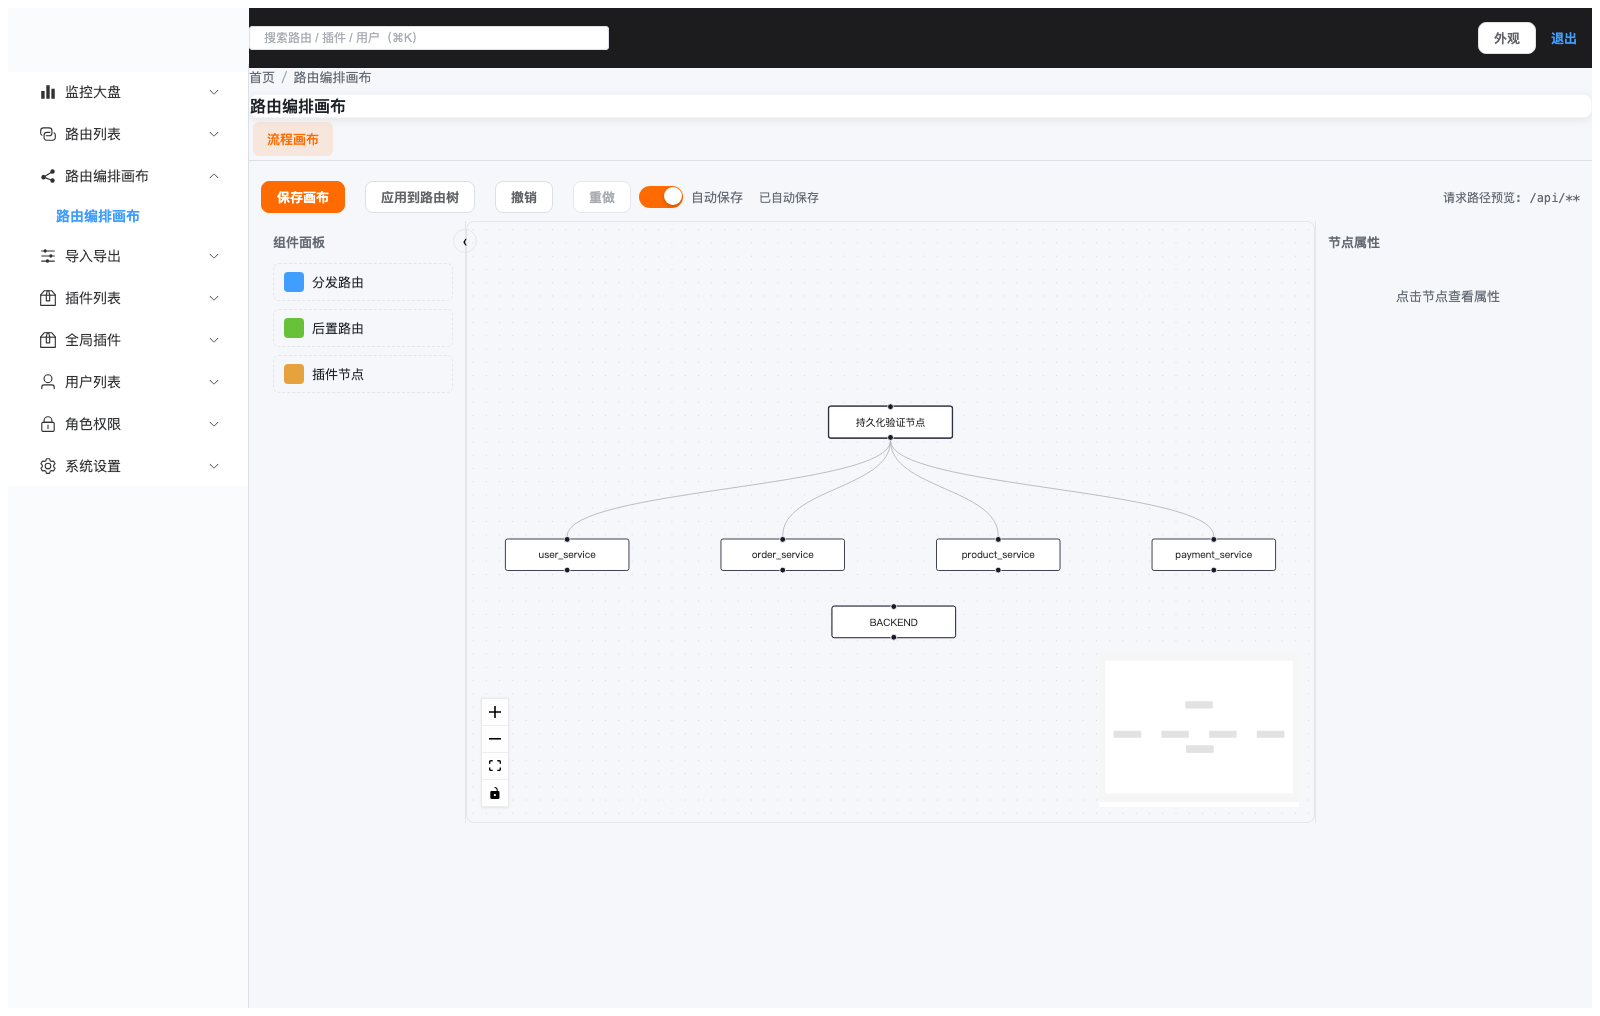 搜索路由 / 插件 / 用户（⌘K）
外观
退出
监控大盘
路由列表
路由编排画布
路由编排画布
导入导出
插件列表
全局插件
用户列表
角色权限
系统设置
首页 / 路由编排画布
路由编排画布
流程画布
保存画布
应用到路由树
撤销
重做
自动保存
已自动保存
请求路径预览: /api/**
组件面板
分发路由
后置路由
插件节点
持久化验证节点
user_service
order_service
product_service
payment_service
BACKEND
节点属性
点击节点查看属性